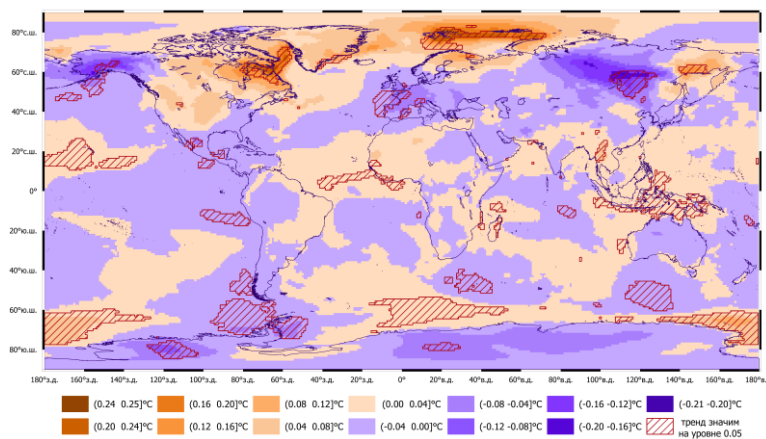 80°с.ш.
60°с.ш.
40°с.ш.
20°с.ш.
0°
20°ю.ш.
40°ю.ш.
60°ю.ш.
80°ю.ш.
180°з.д. 160°з.д. 140°з.д. 120°з.д. 100°з.д. 80°з.д. 60°з.д. 40°з.д. 20°з.д. 0° 20°в.д. 40°в.д. 60°в.д. 80°в.д. 100°в.д. 120°в.д. 140°в.д. 160°в.д. 180°в.д.
(0.24 0.25]°C (0.16 0.20]°C (0.08 0.12]°C (0.00 0.04]°C (-0.08 -0.04]°C (-0.16 -0.12]°C (-0.21 -0.20]°C
(0.20 0.24]°C (0.12 0.16]°C (0.04 0.08]°C (-0.04 0.00]°C (-0.12 -0.08]°C (-0.20 -0.16]°C тренд значим
на уровне 0.05